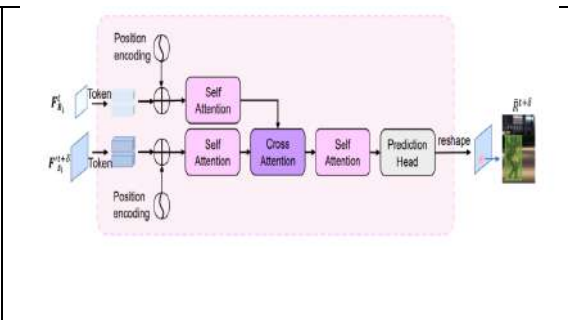 Position
encoding
Token
Self
Attention
R̃ᵗ⁺ᵟ
Self
Attention
Cross
Attention
Self
Attention
Prediction
Head
reshape
Token
Position
encoding